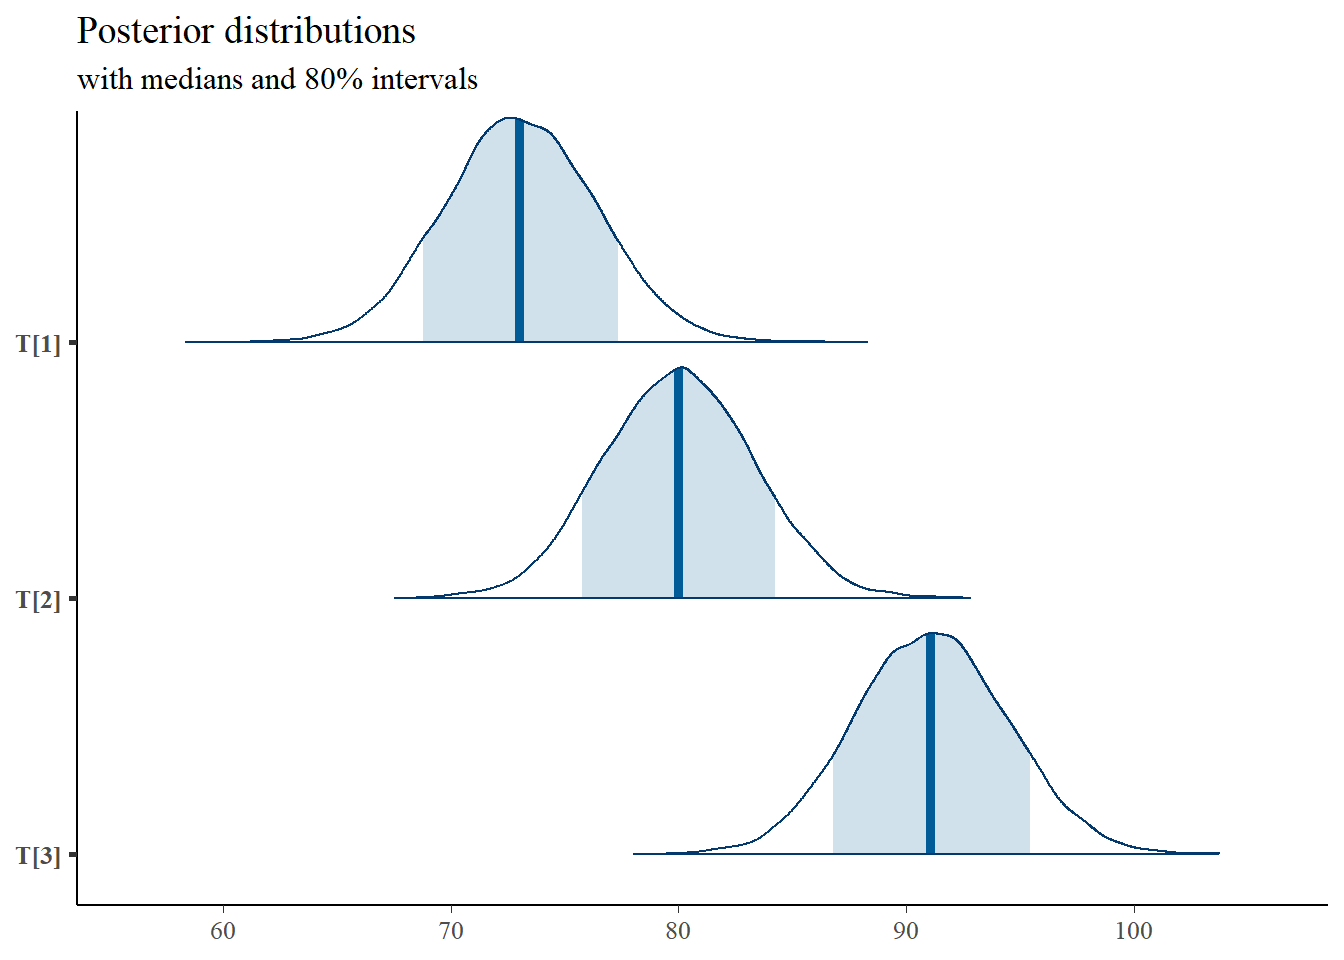 Posterior distributions
with medians and 80% intervals
T[1]
T[2]
T[3]
60 70 80 90 100